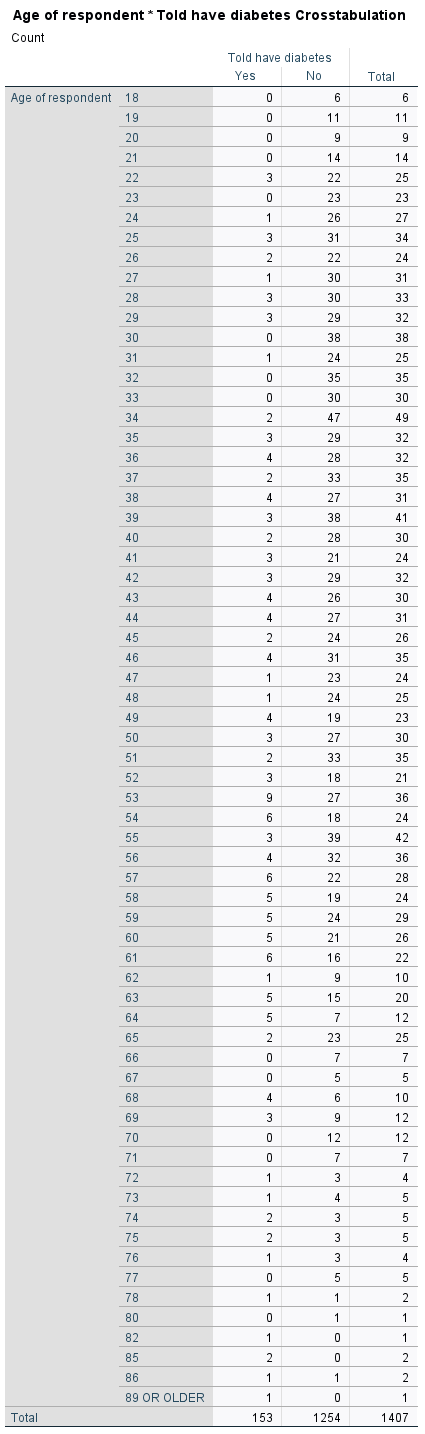 Age of respondent * Told have diabetes Crosstabulation
Count
Told have diabetes
Yes No Total
Age of respondent 18 0 6 6
19 0 11 11
20 0 9 9
21 0 14 14
22 3 22 25
23 0 23 23
24 1 26 27
25 3 31 34
26 2 22 24
27 1 30 31
28 3 30 33
29 3 29 32
30 0 38 38
31 1 24 25
32 0 35 35
33 0 30 30
34 2 47 49
35 3 29 32
36 4 28 32
37 2 33 35
38 4 27 31
39 3 38 41
40 2 28 30
41 3 21 24
42 3 29 32
43 4 26 30
44 4 27 31
45 2 24 26
46 4 31 35
47 1 23 24
48 1 24 25
49 4 19 23
50 3 27 30
51 2 33 35
52 3 18 21
53 9 27 36
54 6 18 24
55 3 39 42
56 4 32 36
57 6 22 28
58 5 19 24
59 5 24 29
60 5 21 26
61 6 16 22
62 1 9 10
63 5 15 20
64 5 7 12
65 2 23 25
66 0 7 7
67 0 5 5
68 4 6 10
69 3 9 12
70 0 12 12
71 0 7 7
72 1 3 4
73 1 4 5
74 2 3 5
75 2 3 5
76 1 3 4
77 0 5 5
78 1 1 2
80 0 1 1
82 1 0 1
85 2 0 2
86 1 1 2
89 OR OLDER 1 0 1
Total 153 1254 1407